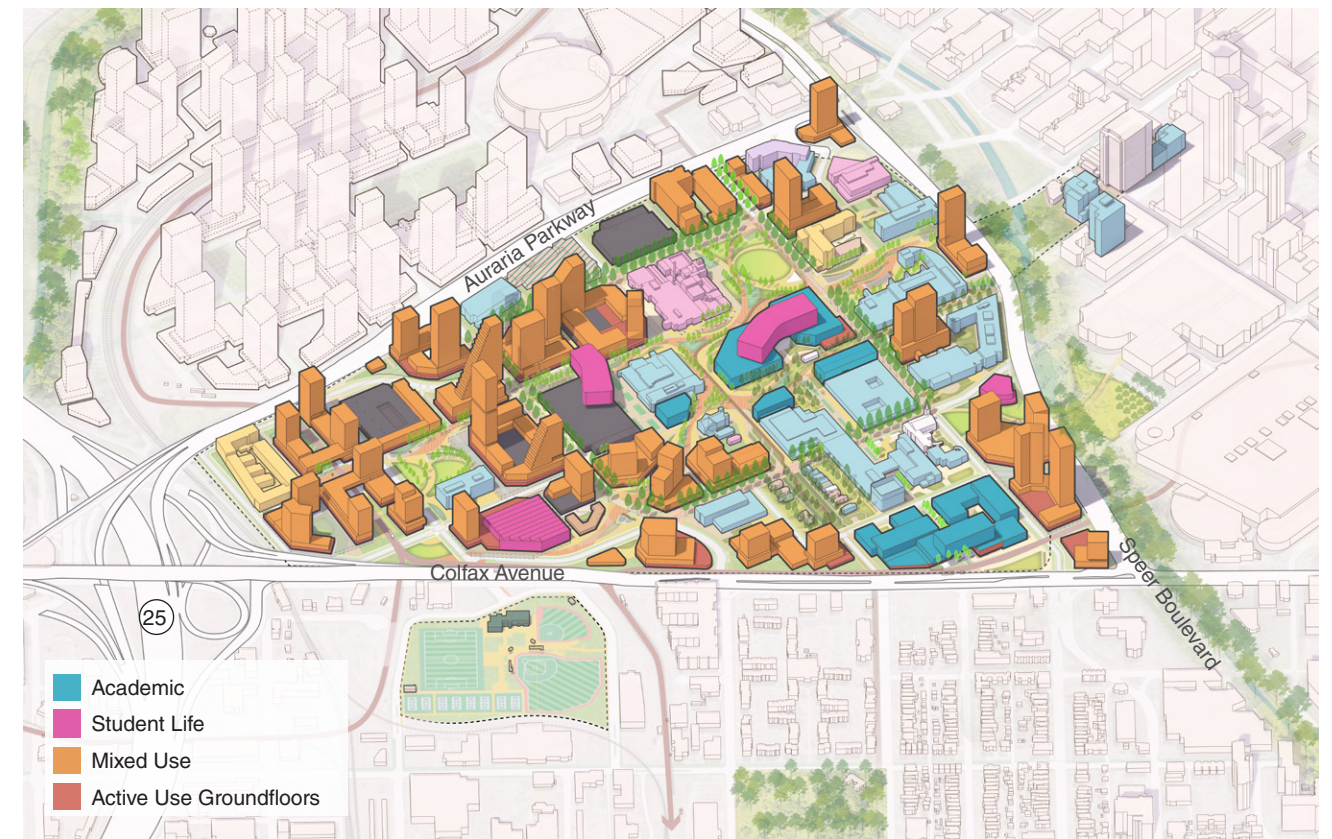 Auraria Parkway
Colfax Avenue
Speer Boulevard
25
Academic
Student Life
Mixed Use
Active Use Groundfloors